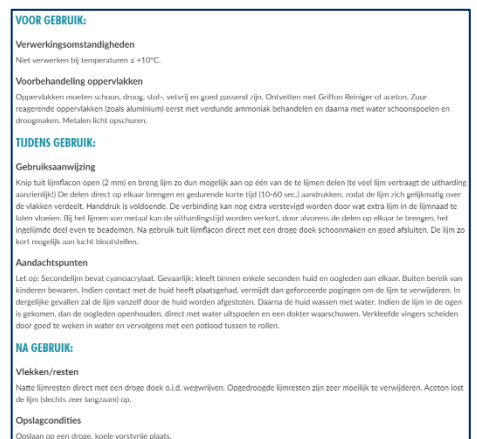 VOOR GEBRUIK:
Verwerkingsomstandigheden
Niet verwerken bij temperaturen ≤ +10°C.
Voorbehandeling oppervlakken
Oppervlakken moeten schoon, droog, stof-, vetvrij en goed passend zijn. Ontvetten met Griffon Reiniger of aceton. Zuur
reagerende oppervlakken (zoals aluminium) eerst met verdunde ammoniak behandelen en daarna met water schoonspoelen en
droogmaken. Metalen licht opschuren.
TIJDENS GEBRUIK:
Gebruiksaanwijzing
Knip tuit lijmflacon open (2 mm) en breng lijm zo dun mogelijk aan op één van de te lijmen delen (te veel lijm vertraagt de uitharding
aanzienlijk!) De delen direct op elkaar brengen en gedurende korte tijd (10-60 sec.) aandrukken, zodat de lijm zich gelijkmatig over
de vlakken verdeelt. Handdruk is voldoende. De verbinding kan nog extra verstevigd worden door wat extra lijm in de lijmnaad te
laten vloeien. Bij het lijmen van metaal kan de uithardingstijd worden verkort, door alvorens de delen op elkaar te brengen, het
ingelijmde deel even te beademen. Na gebruik tuit lijmflacon direct met een droge doek schoonmaken en goed afsluiten. De lijm zo
kort mogelijk aan lucht blootstellen.
Aandachtspunten
Let op: Secondelijm bevat cyanoacrylaat. Gevaarlijk: kleeft binnen enkele seconden huid en oogleden aan elkaar. Buiten bereik van
kinderen bewaren. Indien contact met de huid heeft plaatsgehad, vermijd dan geforceerde pogingen om de lijm te verwijderen. In
dergelijke gevallen zal de lijm vanzelf door de huid worden afgestoten. Daarna de huid wassen met water. Indien de lijm in de ogen
is gekomen, dan de oogleden openhouden, direct met water uitspoelen en een dokter waarschuwen. Verkleefde vingers scheiden
door goed te weken in water en vervolgens met een potlood tussen te rollen.
NA GEBRUIK:
Vlekken/resten
Natte lijmresten direct met een droge doek o.i.d. wegwrijven. Opgedroogde lijmresten zijn zeer moeilijk te verwijderen. Aceton lost
de lijm (slechts zeer langzaam) op.
Opslagcondities
Opslaan op een droge, koele vorstvrije plaats.